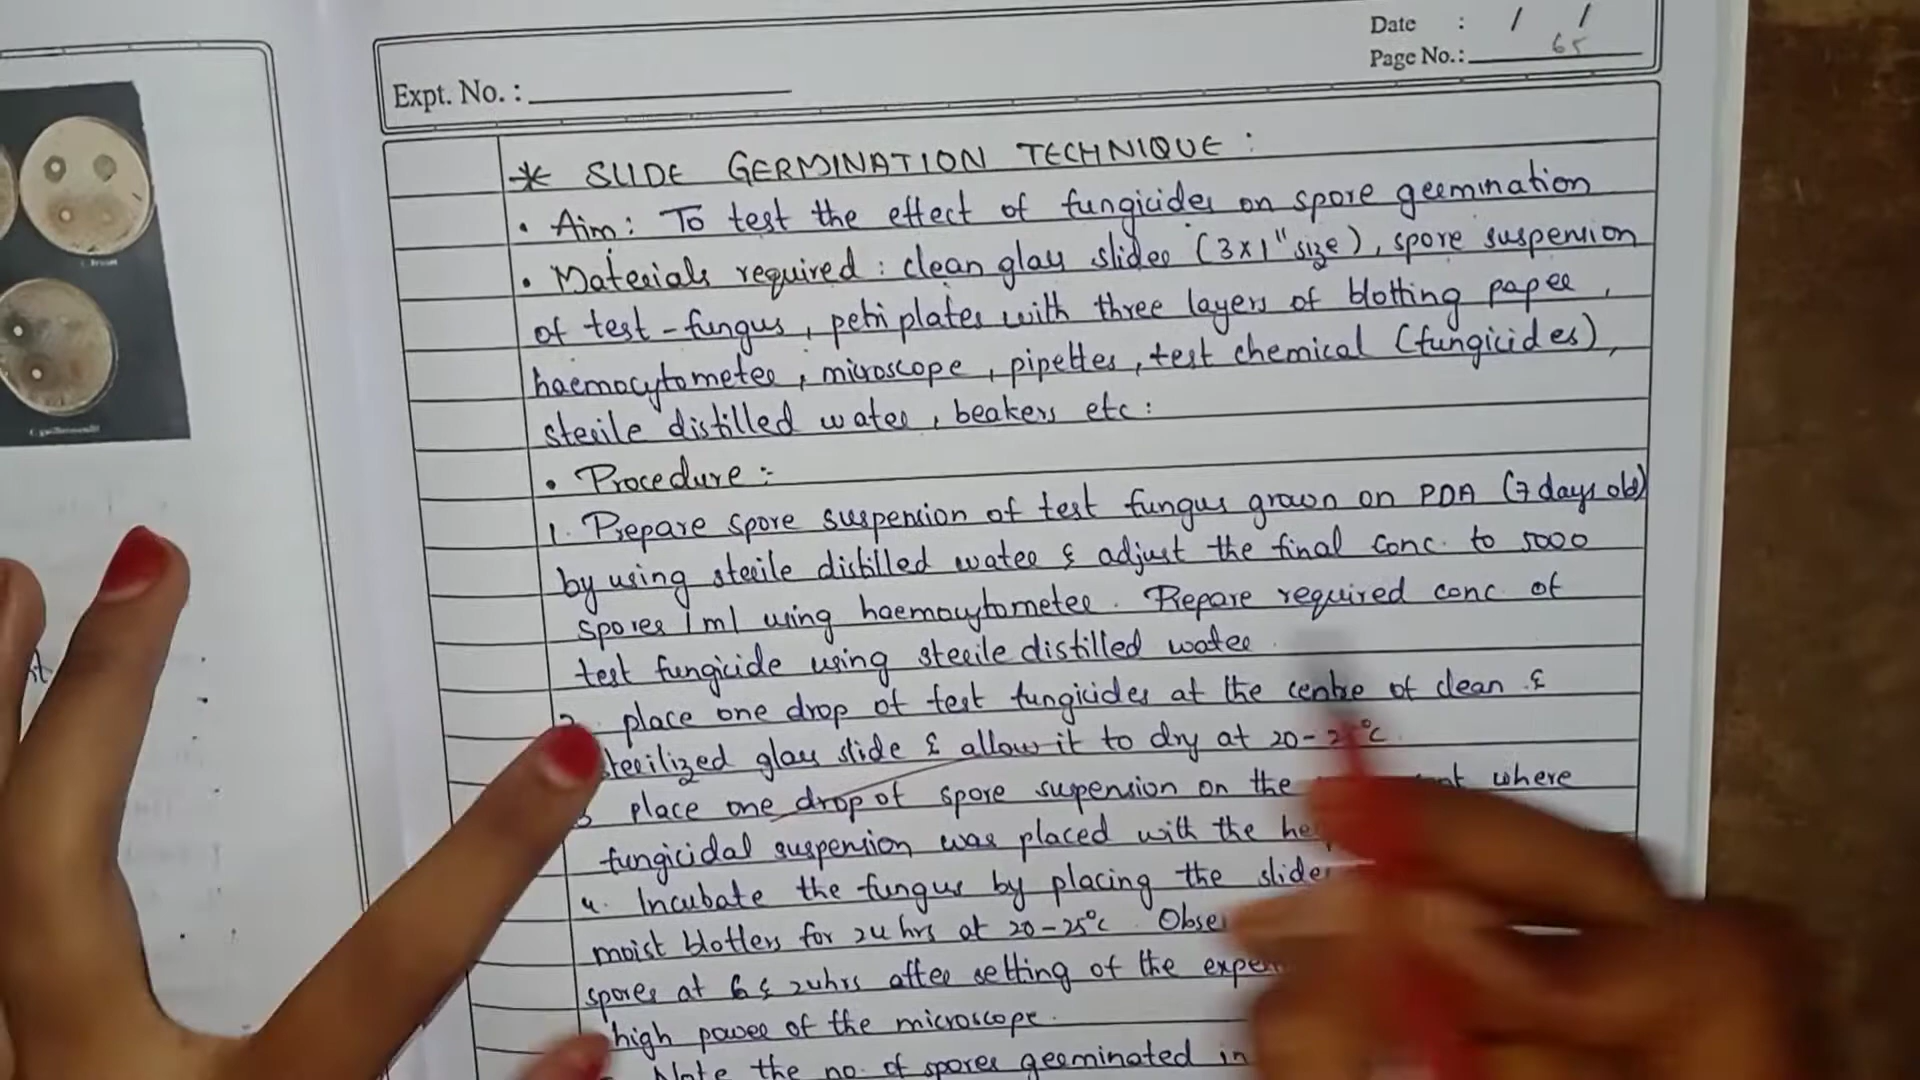 Date : / /
Page No.: 65
Expt. No. :
* SLIDE GERMINATION TECHNIQUE :
• Aim : To test the effect of fungicides on spore germination
• Materials required : clean glass slides (3x1" size), spore suspension
of test-fungus, petriplates with three layers of blotting paper,
haemocytometer, microscope, pipettes, test chemical (fungicides),
sterile distilled water, beakers etc:
• Procedure :-
1. Prepare spore suspension of test fungus grown on PDA (7 days old)
by using sterile distilled water & adjust the final conc. to 5000
spores /ml using haemocytometer. Prepare required conc. of
test fungicide using sterile distilled water.
2. place one drop of test fungicides at the centre of clean &
sterilized glass slide & allow it to dry at 20-25°C.
3 place one drop of spore supension on the where
fungicidal suspension was placed with the
4. Incubate the fungus by placing the slides
moist blotters for 24 hrs at 20-25°C.
spores at 6 & 24hrs after setting of the
high power of the microscope.
Note the no. of spores germinated in